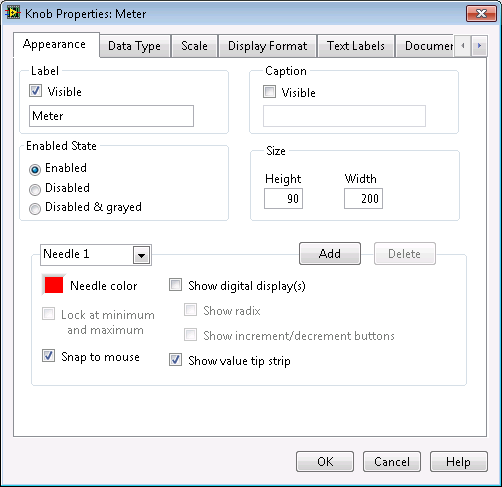 Knob Properties: Meter
Appearance Data Type Scale Display Format Text Labels Documen
Label
Visible
Meter
Caption
Visible
Enabled State
Enabled
Disabled
Disabled & grayed
Size
Height Width
90 200
Needle 1
Add Delete
Needle color
Lock at minimum
and maximum
Snap to mouse
Show digital display(s)
Show radix
Show increment/decrement buttons
Show value tip strip
OK Cancel Help